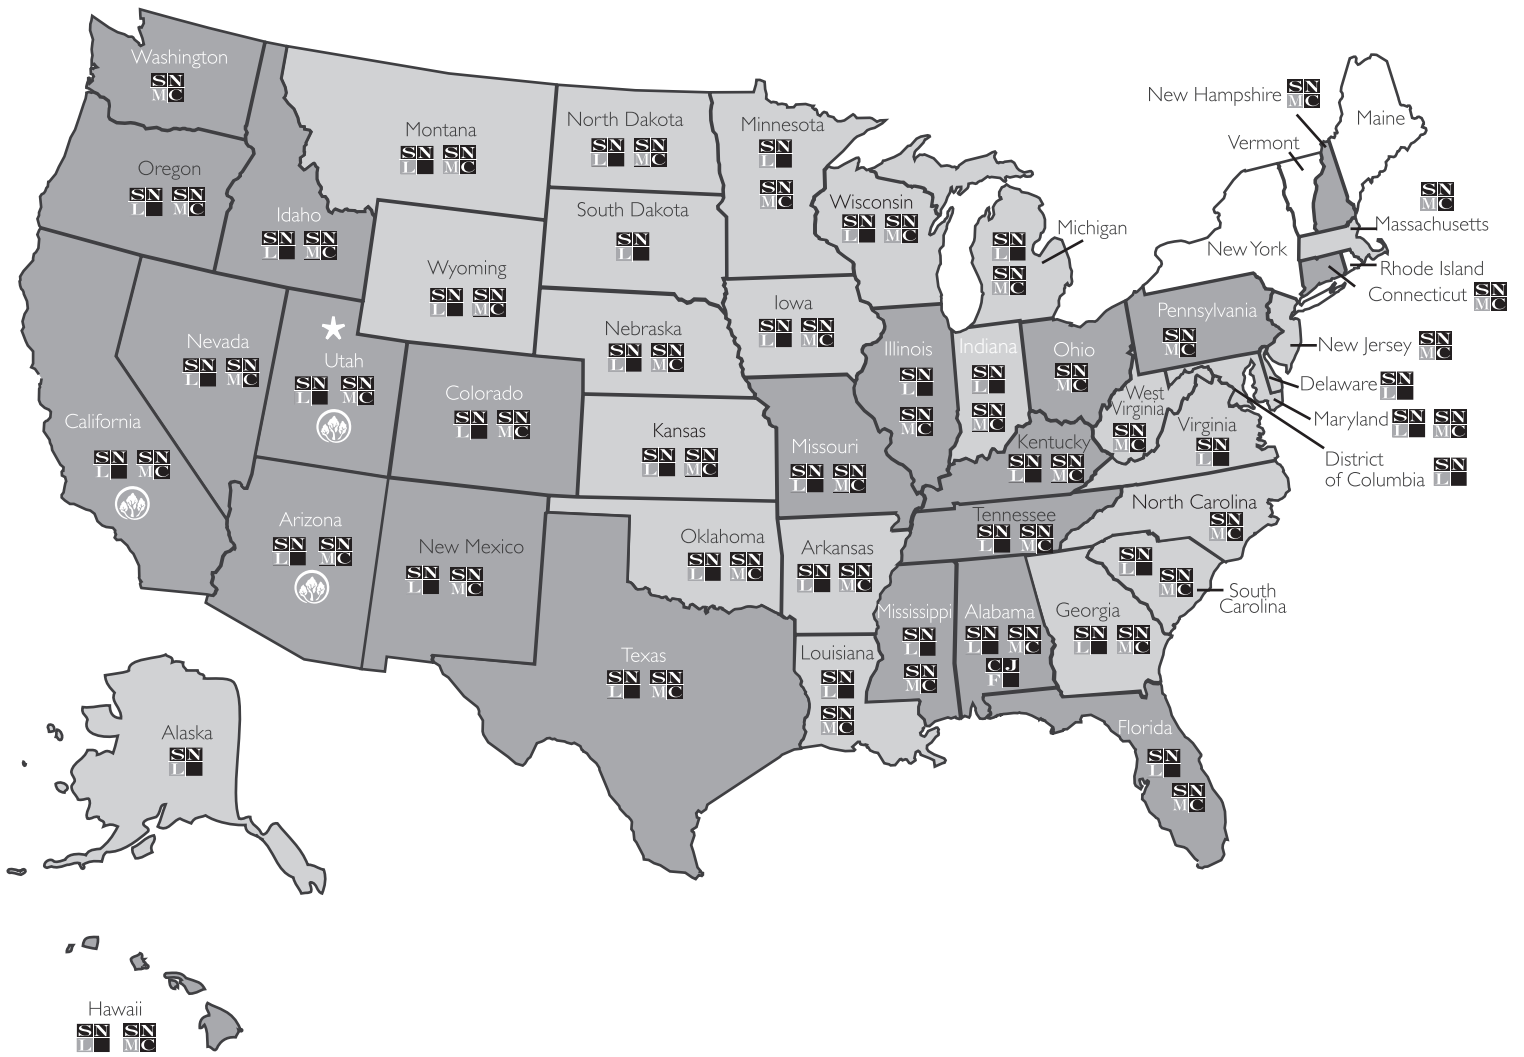 Washington
SN
MC
Montana
SN SN
L MC
North Dakota
SN SN
L MC
Minnesota
SN
L
SN
MC
New Hampshire SN
MC
Maine
Vermont
Oregon
SN SN
L MC
Idaho
SN SN
L MC
South Dakota
SN
L
Wisconsin
SN SN
L MC
Michigan
SN
L
SN
MC
New York
SN
MC
Massachusetts
Rhode Island
Connecticut SN
MC
Wyoming
SN SN
L MC
Iowa
SN SN
L MC
Pennsylvania
SN
MC
Nevada
SN SN
L MC
Utah
SN SN
L MC
Nebraska
SN SN
L MC
Illinois
SN
L
SN
MC
Indiana
SN
L
SN
MC
Ohio
SN
MC
New Jersey SN
MC
Delaware SN
L
Maryland SN SN
L MC
District
of Columbia SN
L
California
SN SN
L MC
Colorado
SN SN
L MC
Kansas
SN SN
L MC
Missouri
SN SN
L MC
Kentucky
SN SN
L MC
West
Virginia
SN
MC
Virginia
SN
L
Arizona
SN SN
L MC
New Mexico
SN SN
L MC
Oklahoma
SN SN
L MC
Arkansas
SN SN
L MC
Tennessee
SN SN
L MC
North Carolina
SN
MC
SN
L
SN
MC
South
Carolina
Texas
SN SN
L MC
Louisiana
SN
L
SN
MC
Mississippi
SN
L
SN
MC
Alabama
SN SN
L MC
CJ
F
Georgia
SN SN
L MC
Florida
SN
L
SN
MC
Alaska
SN
L
Hawaii
SN SN
L MC